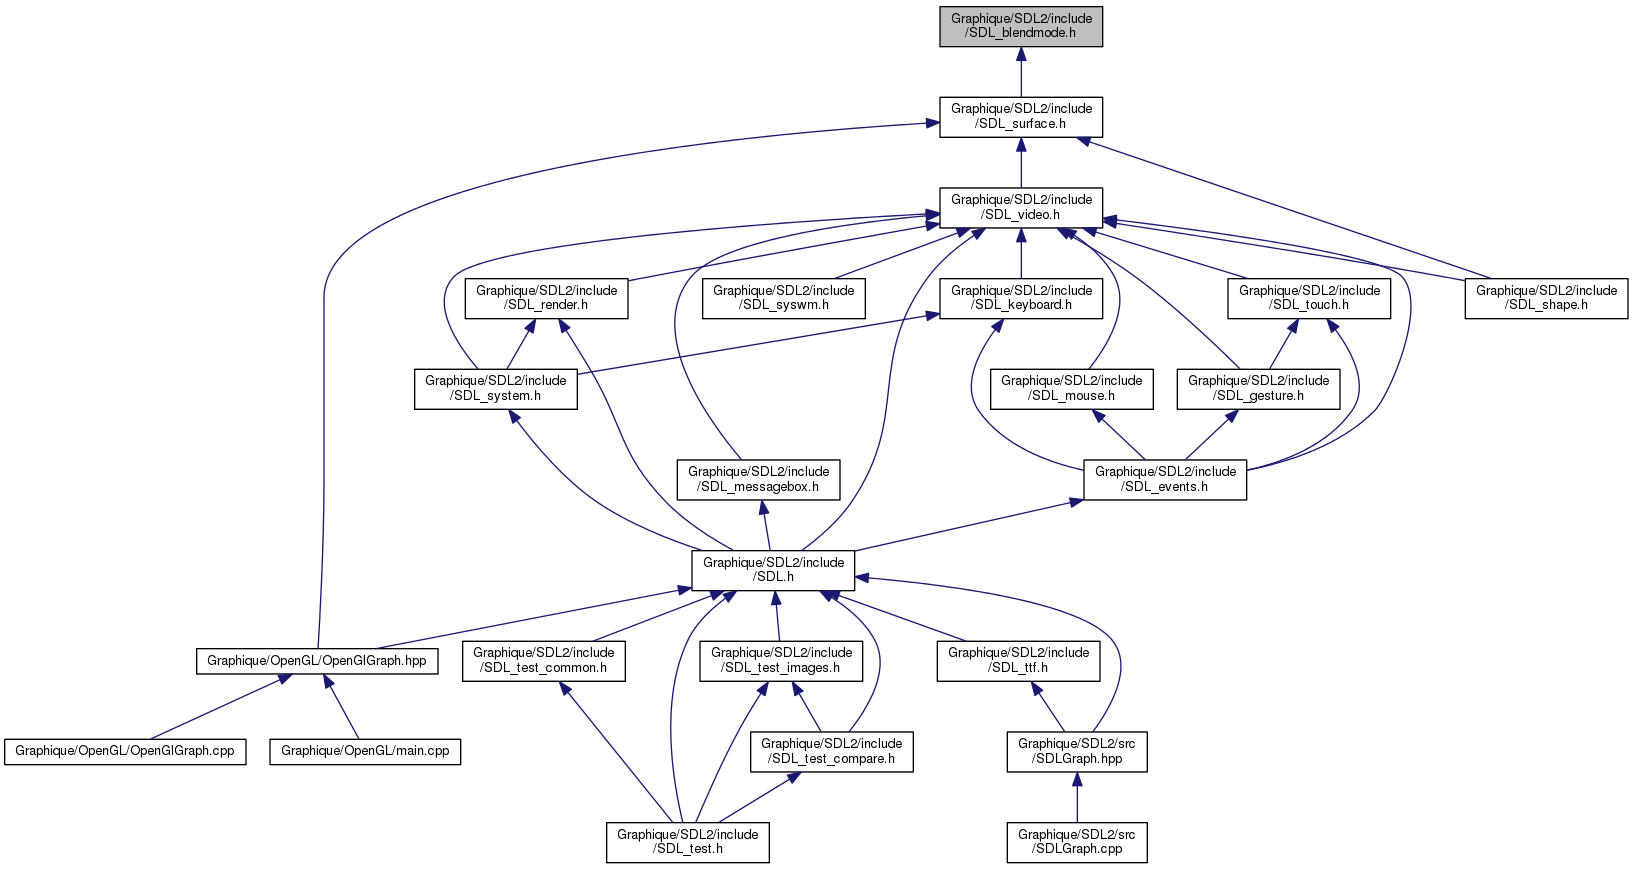 Graphique/SDL2/include
/SDL_blendmode.h
Graphique/SDL2/include
/SDL_surface.h
Graphique/SDL2/include
/SDL_video.h
Graphique/SDL2/include
/SDL_render.h
Graphique/SDL2/include
/SDL_syswm.h
Graphique/SDL2/include
/SDL_keyboard.h
Graphique/SDL2/include
/SDL_touch.h
Graphique/SDL2/include
/SDL_shape.h
Graphique/SDL2/include
/SDL_system.h
Graphique/SDL2/include
/SDL_mouse.h
Graphique/SDL2/include
/SDL_gesture.h
Graphique/SDL2/include
/SDL_messagebox.h
Graphique/SDL2/include
/SDL_events.h
Graphique/SDL2/include
/SDL.h
Graphique/OpenGL/OpenGlGraph.hpp
Graphique/SDL2/include
/SDL_test_common.h
Graphique/SDL2/include
/SDL_test_images.h
Graphique/SDL2/include
/SDL_ttf.h
Graphique/OpenGL/OpenGlGraph.cpp
Graphique/OpenGL/main.cpp
Graphique/SDL2/include
/SDL_test_compare.h
Graphique/SDL2/src
/SDLGraph.hpp
Graphique/SDL2/include
/SDL_test.h
Graphique/SDL2/src
/SDLGraph.cpp